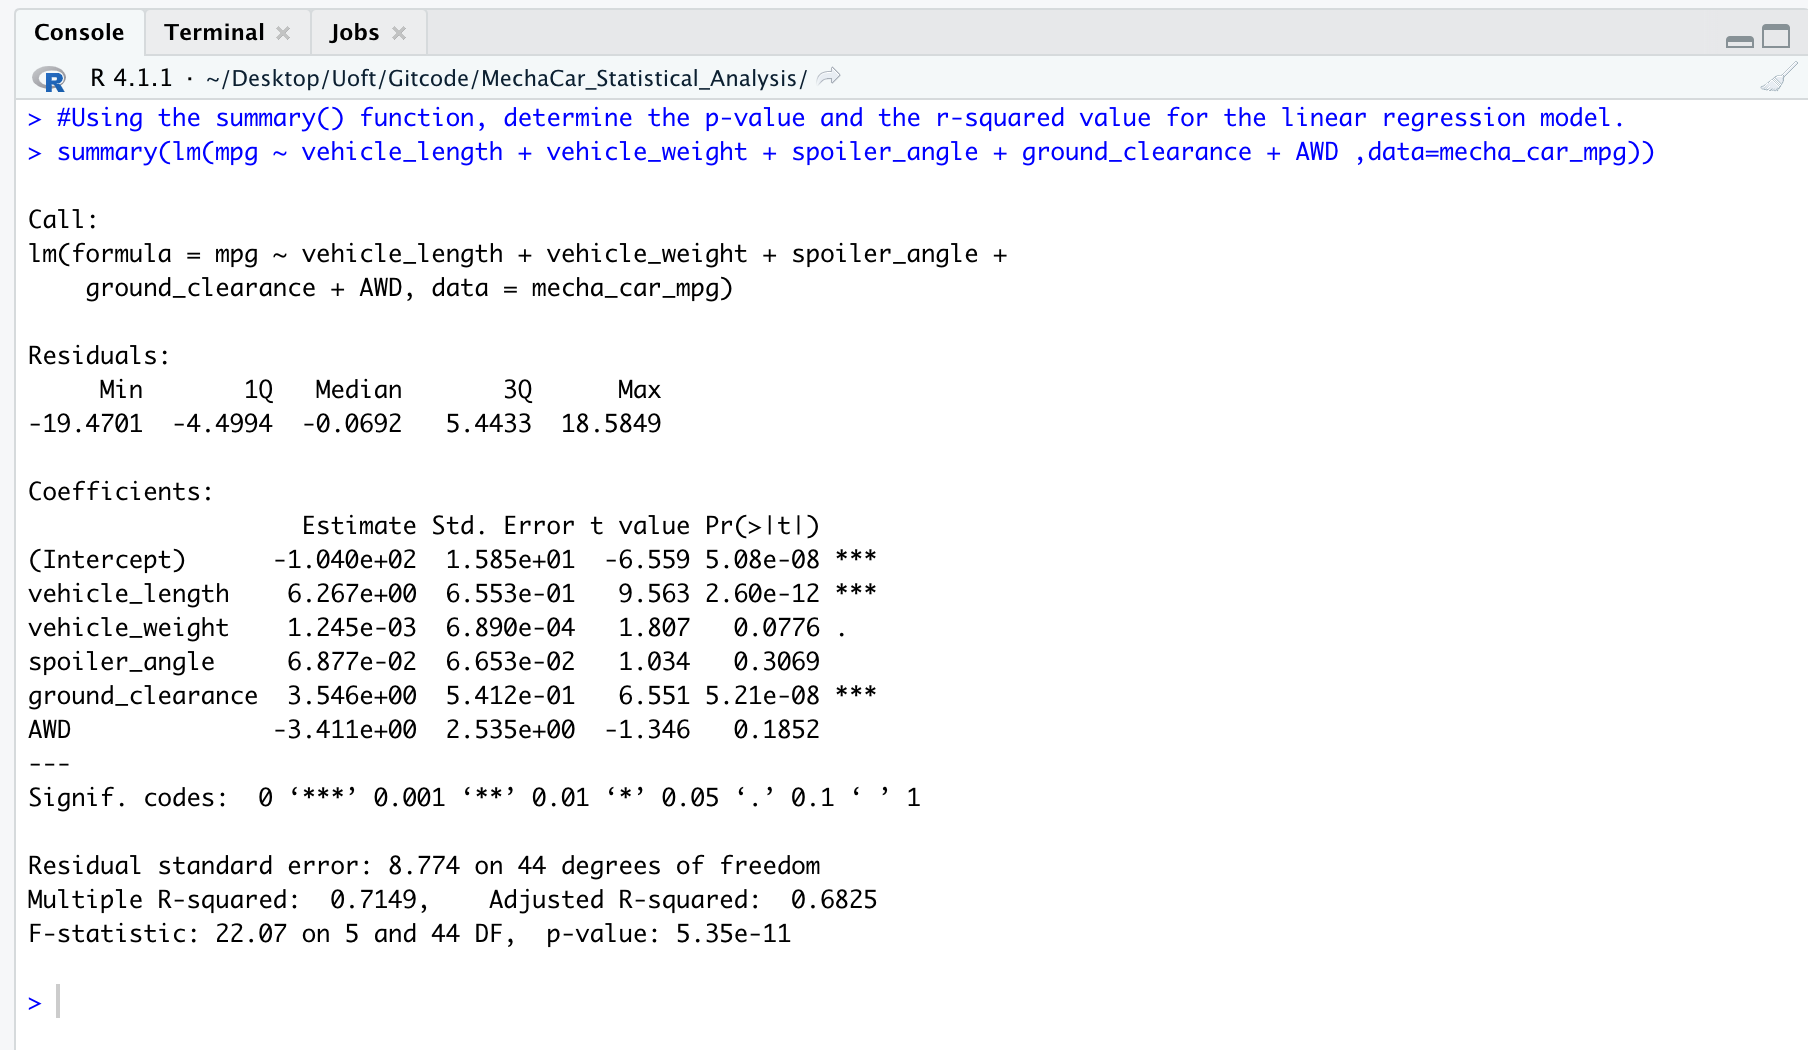 Console Terminal × Jobs ×
R R 4.1.1 · ~/Desktop/Uoft/Gitcode/MechaCar_Statistical_Analysis/
> #Using the summary() function, determine the p-value and the r-squared value for the linear regression model.
> summary(lm(mpg ~ vehicle_length + vehicle_weight + spoiler_angle + ground_clearance + AWD ,data=mecha_car_mpg))

Call:
lm(formula = mpg ~ vehicle_length + vehicle_weight + spoiler_angle +
    ground_clearance + AWD, data = mecha_car_mpg)

Residuals:
     Min       1Q   Median       3Q      Max
-19.4701  -4.4994  -0.0692   5.4433  18.5849

Coefficients:
                   Estimate Std. Error t value Pr(>|t|)
(Intercept)      -1.040e+02  1.585e+01  -6.559 5.08e-08 ***
vehicle_length    6.267e+00  6.553e-01   9.563 2.60e-12 ***
vehicle_weight    1.245e-03  6.890e-04   1.807   0.0776 .
spoiler_angle     6.877e-02  6.653e-02   1.034   0.3069
ground_clearance  3.546e+00  5.412e-01   6.551 5.21e-08 ***
AWD              -3.411e+00  2.535e+00  -1.346   0.1852
---
Signif. codes:  0 ‘***’ 0.001 ‘**’ 0.01 ‘*’ 0.05 ‘.’ 0.1 ‘ ’ 1

Residual standard error: 8.774 on 44 degrees of freedom
Multiple R-squared:  0.7149,    Adjusted R-squared:  0.6825
F-statistic: 22.07 on 5 and 44 DF,  p-value: 5.35e-11

>